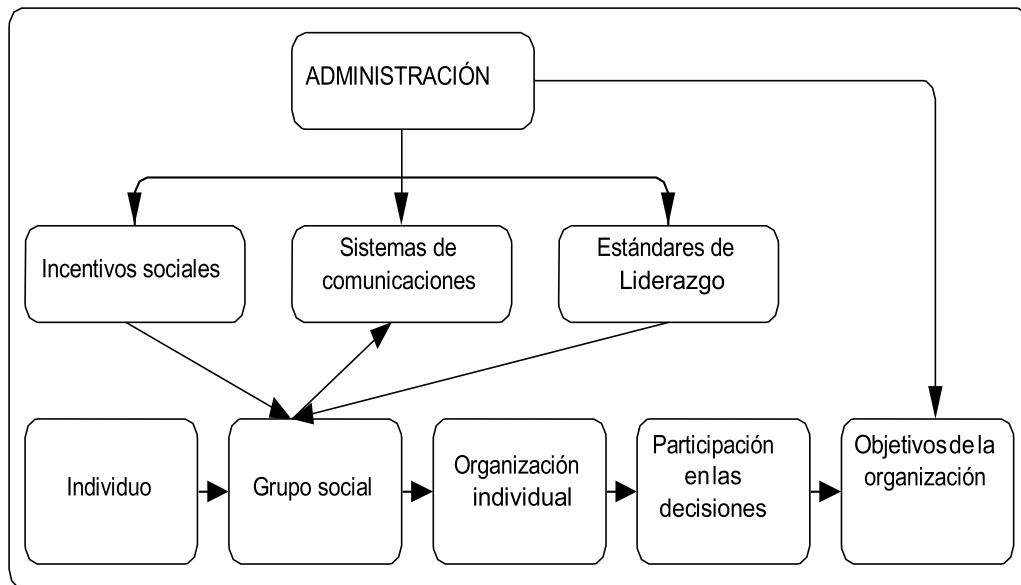 ADMINISTRACIÓN
Incentivos sociales
Sistemas de
comunicaciones
Estándares de
Liderazgo
Individuo
Grupo social
Organización
individual
Participación
en las
decisiones
Objetivos de la
organización